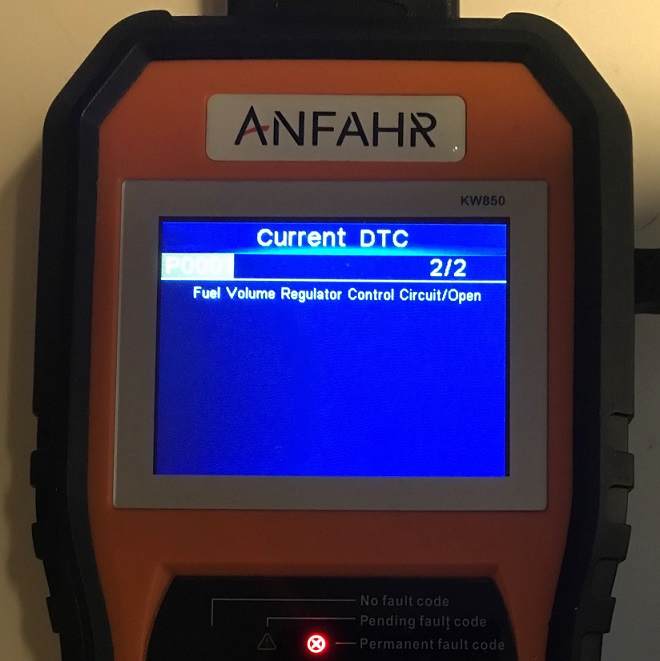 ANFAHR
KW850
Current DTC
2/2
Fuel Volume Regulator Control Circuit/Open
No fault code
Pending fault code
Permanent fault code